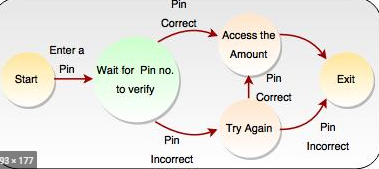 Pin
Correct
Access the
Amount
Enter a
Pin
Wait for Pin no.
to verify
Start
Exit
Pin
Correct
Try Again
Pin
Incorrect
Pin
Incorrect
93 × 177